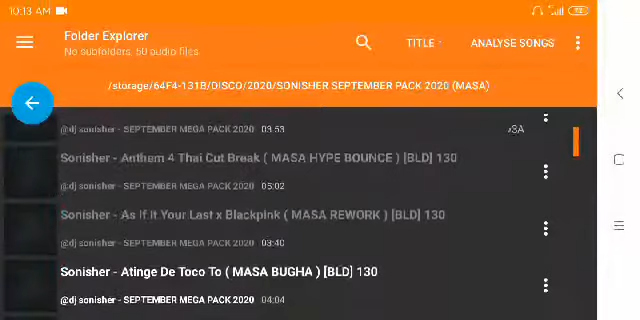 10:13 AM
Folder Explorer
No subfolders, 50 audio files.
TITLE
ANALYSE SONGS
/storage/64F4-131B/DISCO/2020/SONISHER SEPTEMBER PACK 2020 (MASA)
@dj sonisher - SEPTEMBER MEGA PACK 2020 03:53
3A
Sonisher - Anthem 4 Thai Cut Break ( MASA HYPE BOUNCE ) [BLD] 130
@dj sonisher - SEPTEMBER MEGA PACK 2020 05:02
Sonisher - As If It Your Last x Blackpink ( MASA REWORK ) [BLD] 130
@dj sonisher - SEPTEMBER MEGA PACK 2020 03:40
Sonisher - Atinge De Toco To ( MASA BUGHA ) [BLD] 130
@dj sonisher - SEPTEMBER MEGA PACK 2020 04:04